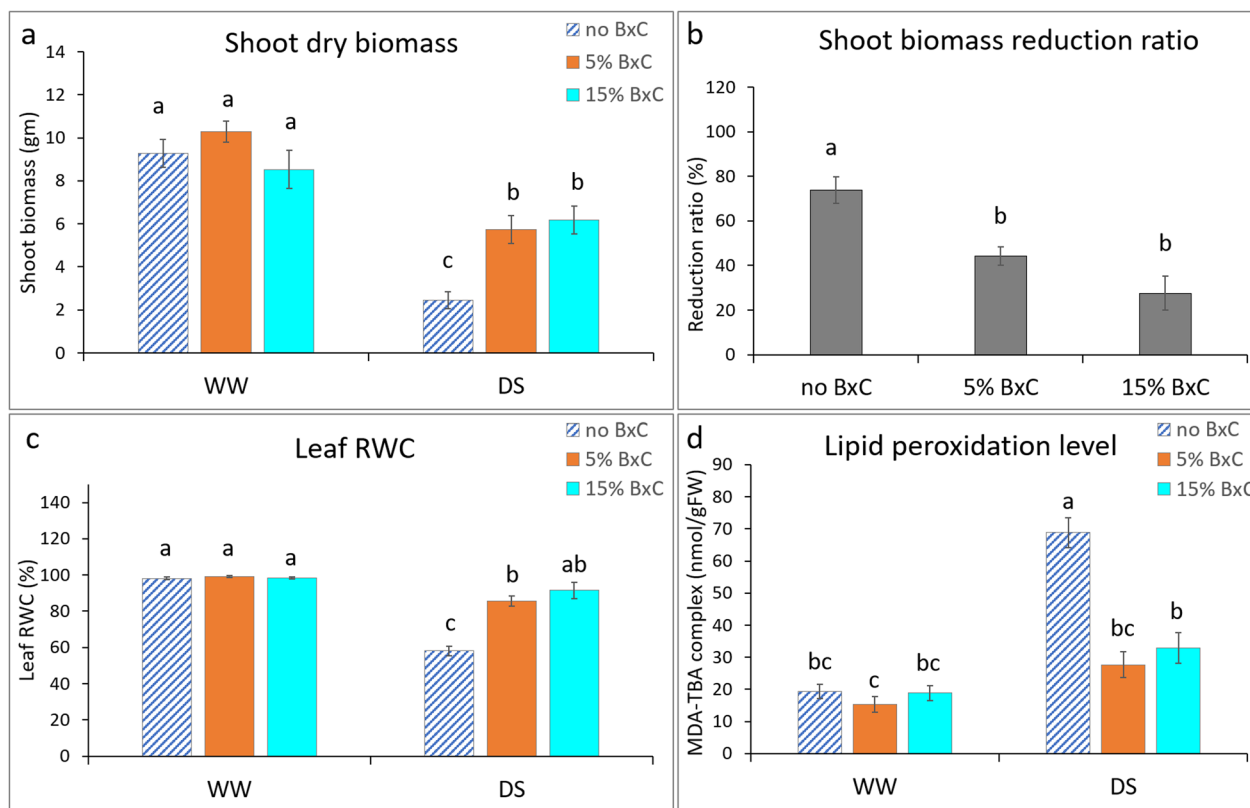 a
Shoot dry biomass
no BxC
5% BxC
15% BxC
Shoot biomass (gm)
14
12
10
8
6
4
2
0
a
a
a
c
b
b
WW
DS
b
Shoot biomass reduction ratio
Reduction ratio (%)
120
100
80
60
40
20
0
a
b
b
no BxC
5% BxC
15% BxC
c
Leaf RWC
no BxC
5% BxC
15% BxC
Leaf RWC (%)
140
120
100
80
60
40
20
0
a
a
a
c
b
ab
WW
DS
d
Lipid peroxidation level
no BxC
5% BxC
15% BxC
MDA-TBA complex (nmol/gFW)
90
80
70
60
50
40
30
20
10
0
bc
c
bc
a
bc
b
WW
DS